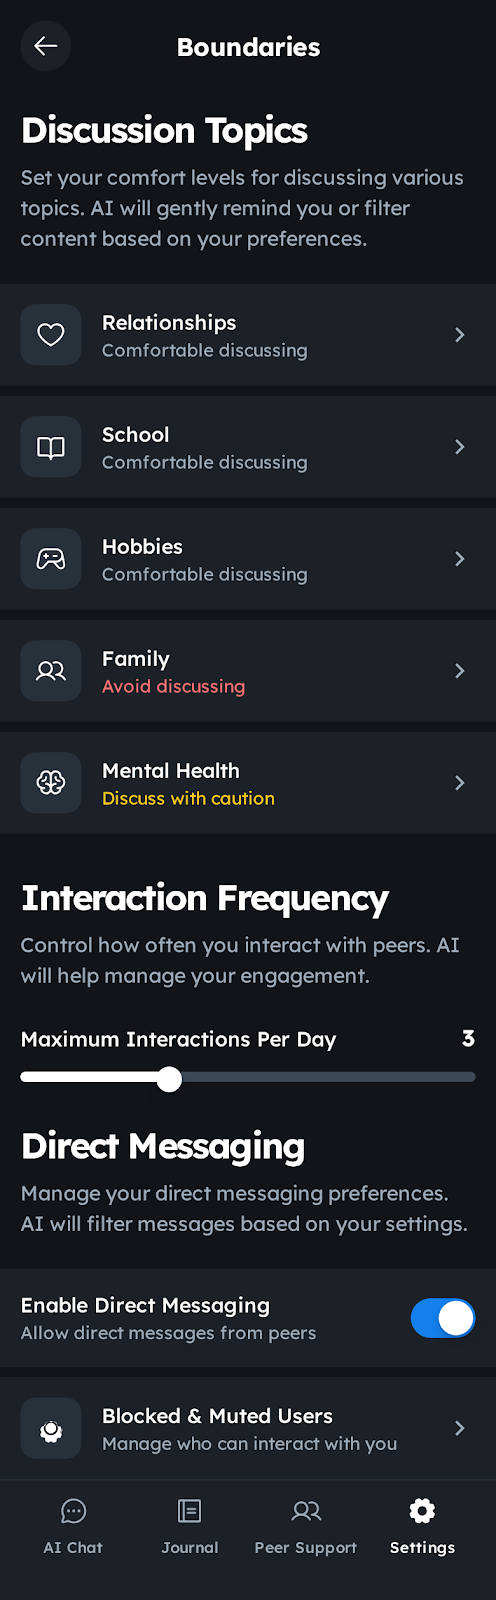 Boundaries
Discussion Topics
Set your comfort levels for discussing various
topics. AI will gently remind you or filter
content based on your preferences.
Relationships
Comfortable discussing
School
Comfortable discussing
Hobbies
Comfortable discussing
Family
Avoid discussing
Mental Health
Discuss with caution
Interaction Frequency
Control how often you interact with peers. AI
will help manage your engagement.
Maximum Interactions Per Day 3
Direct Messaging
Manage your direct messaging preferences.
AI will filter messages based on your settings.
Enable Direct Messaging
Allow direct messages from peers
Blocked & Muted Users
Manage who can interact with you
AI Chat Journal Peer Support Settings